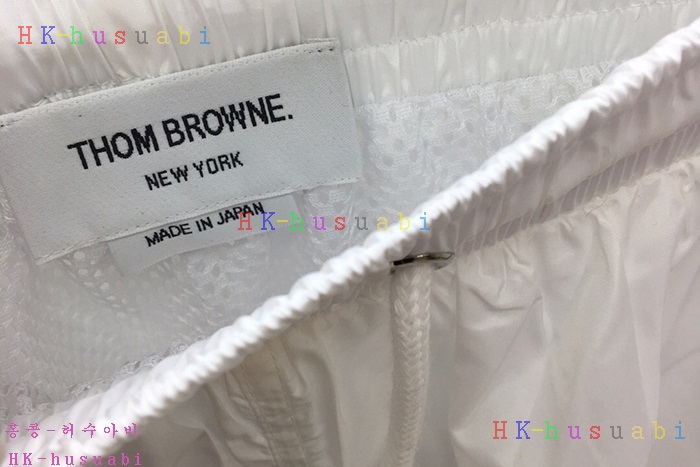 HK-husuabi
THOM BROWNE.
NEW YORK
MADE IN JAPAN
HK-husuabi
홍콩-허수아비
HK-husuabi
HK-husuabi